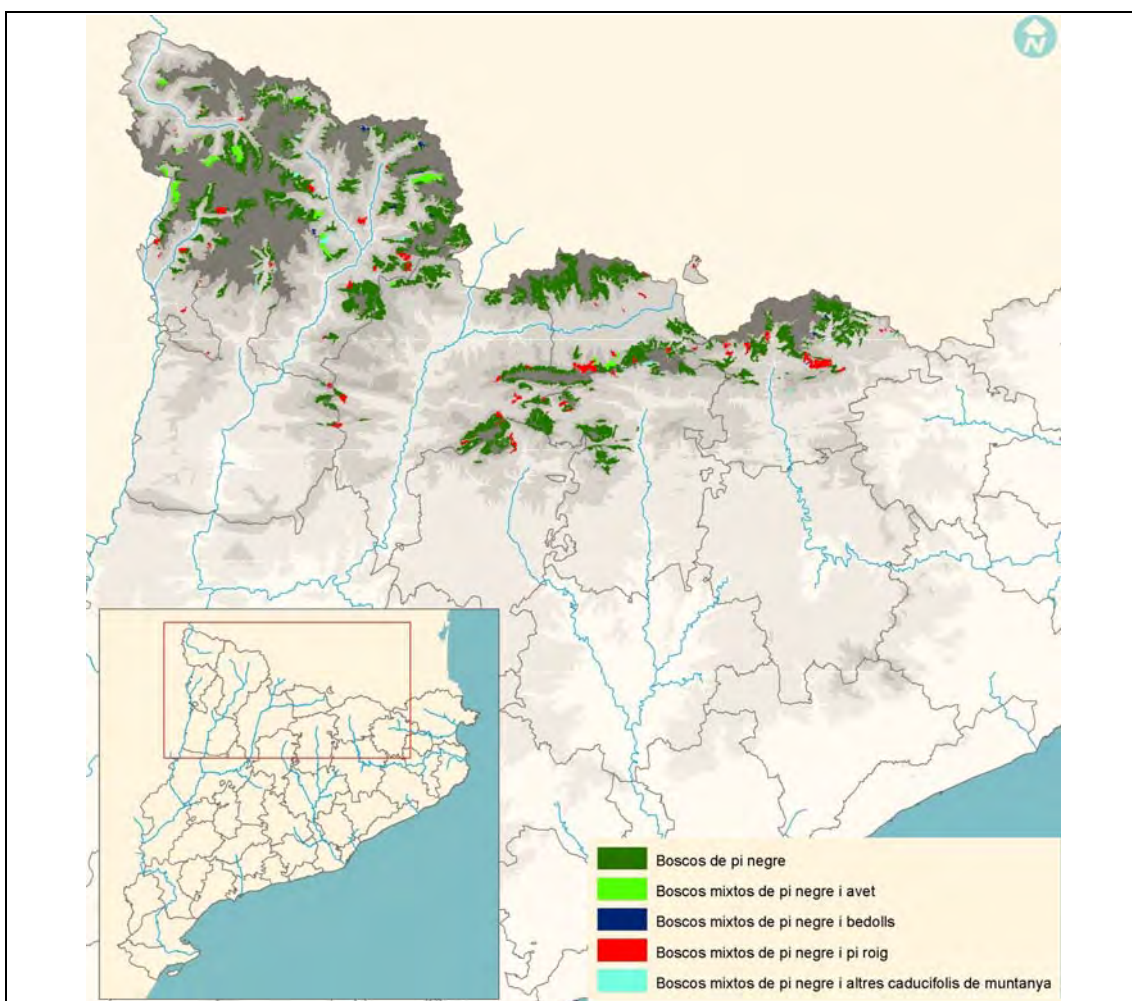 N
Boscos de pi negre
Boscos mixtos de pi negre i avet
Boscos mixtos de pi negre i bedolls
Boscos mixtos de pi negre i pi roig
Boscos mixtos de pi negre i altres caducifolis de muntanya